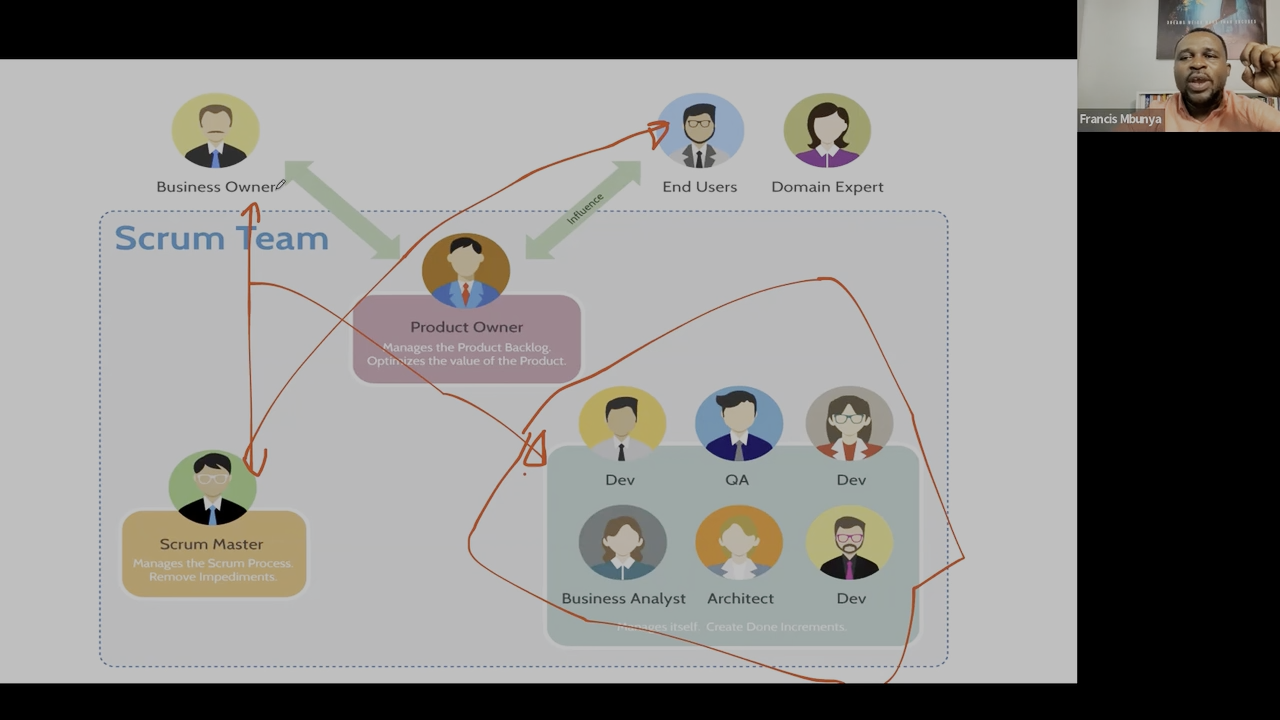 Francis Mbunya
Business Owner
End Users
Domain Expert
Influence
Scrum Team
Product Owner
Manages the Product Backlog.
Optimizes the value of the Product.
Dev
QA
Dev
Scrum Master
Manages the Scrum Process.
Remove Impediments.
Business Analyst
Architect
Dev
Manages itself. Create Done Increments.